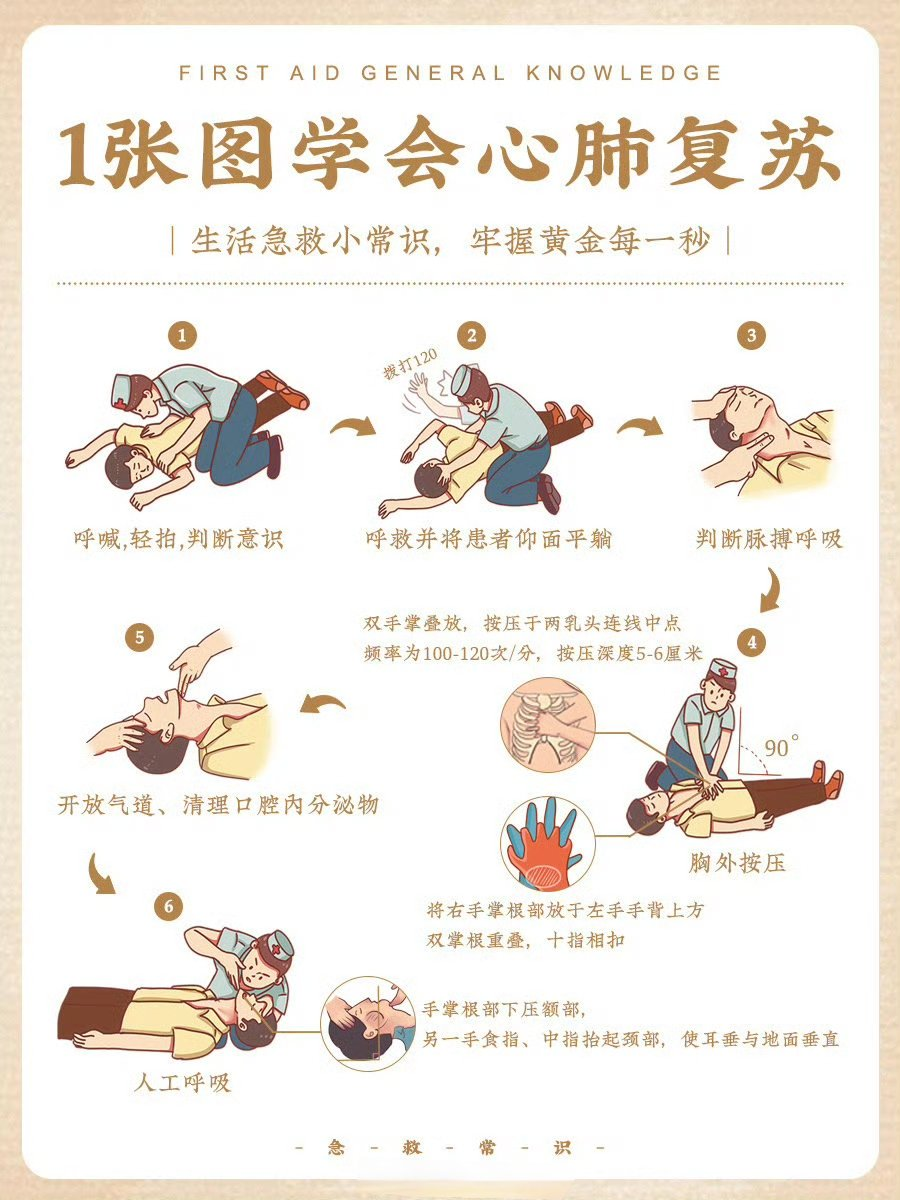 FIRST AID GENERAL KNOWLEDGE
1张图学会心肺复苏
|生活急救小常识，牢握黄金每一秒|
1
呼喊,轻拍,判断意识
2
拨打120
呼救并将患者仰面平躺
3
判断脉搏呼吸
4
双手掌叠放，按压于两乳头连线中点
频率为100-120次/分，按压深度5-6厘米
90°
胸外按压
将右手掌根部放于左手手背上方
双掌根重叠，十指相扣
5
开放气道、清理口腔内分泌物
6
人工呼吸
手掌根部下压额部，
另一手食指、中指抬起颈部，使耳垂与地面垂直
- 急 - 救 - 常 - 识 -